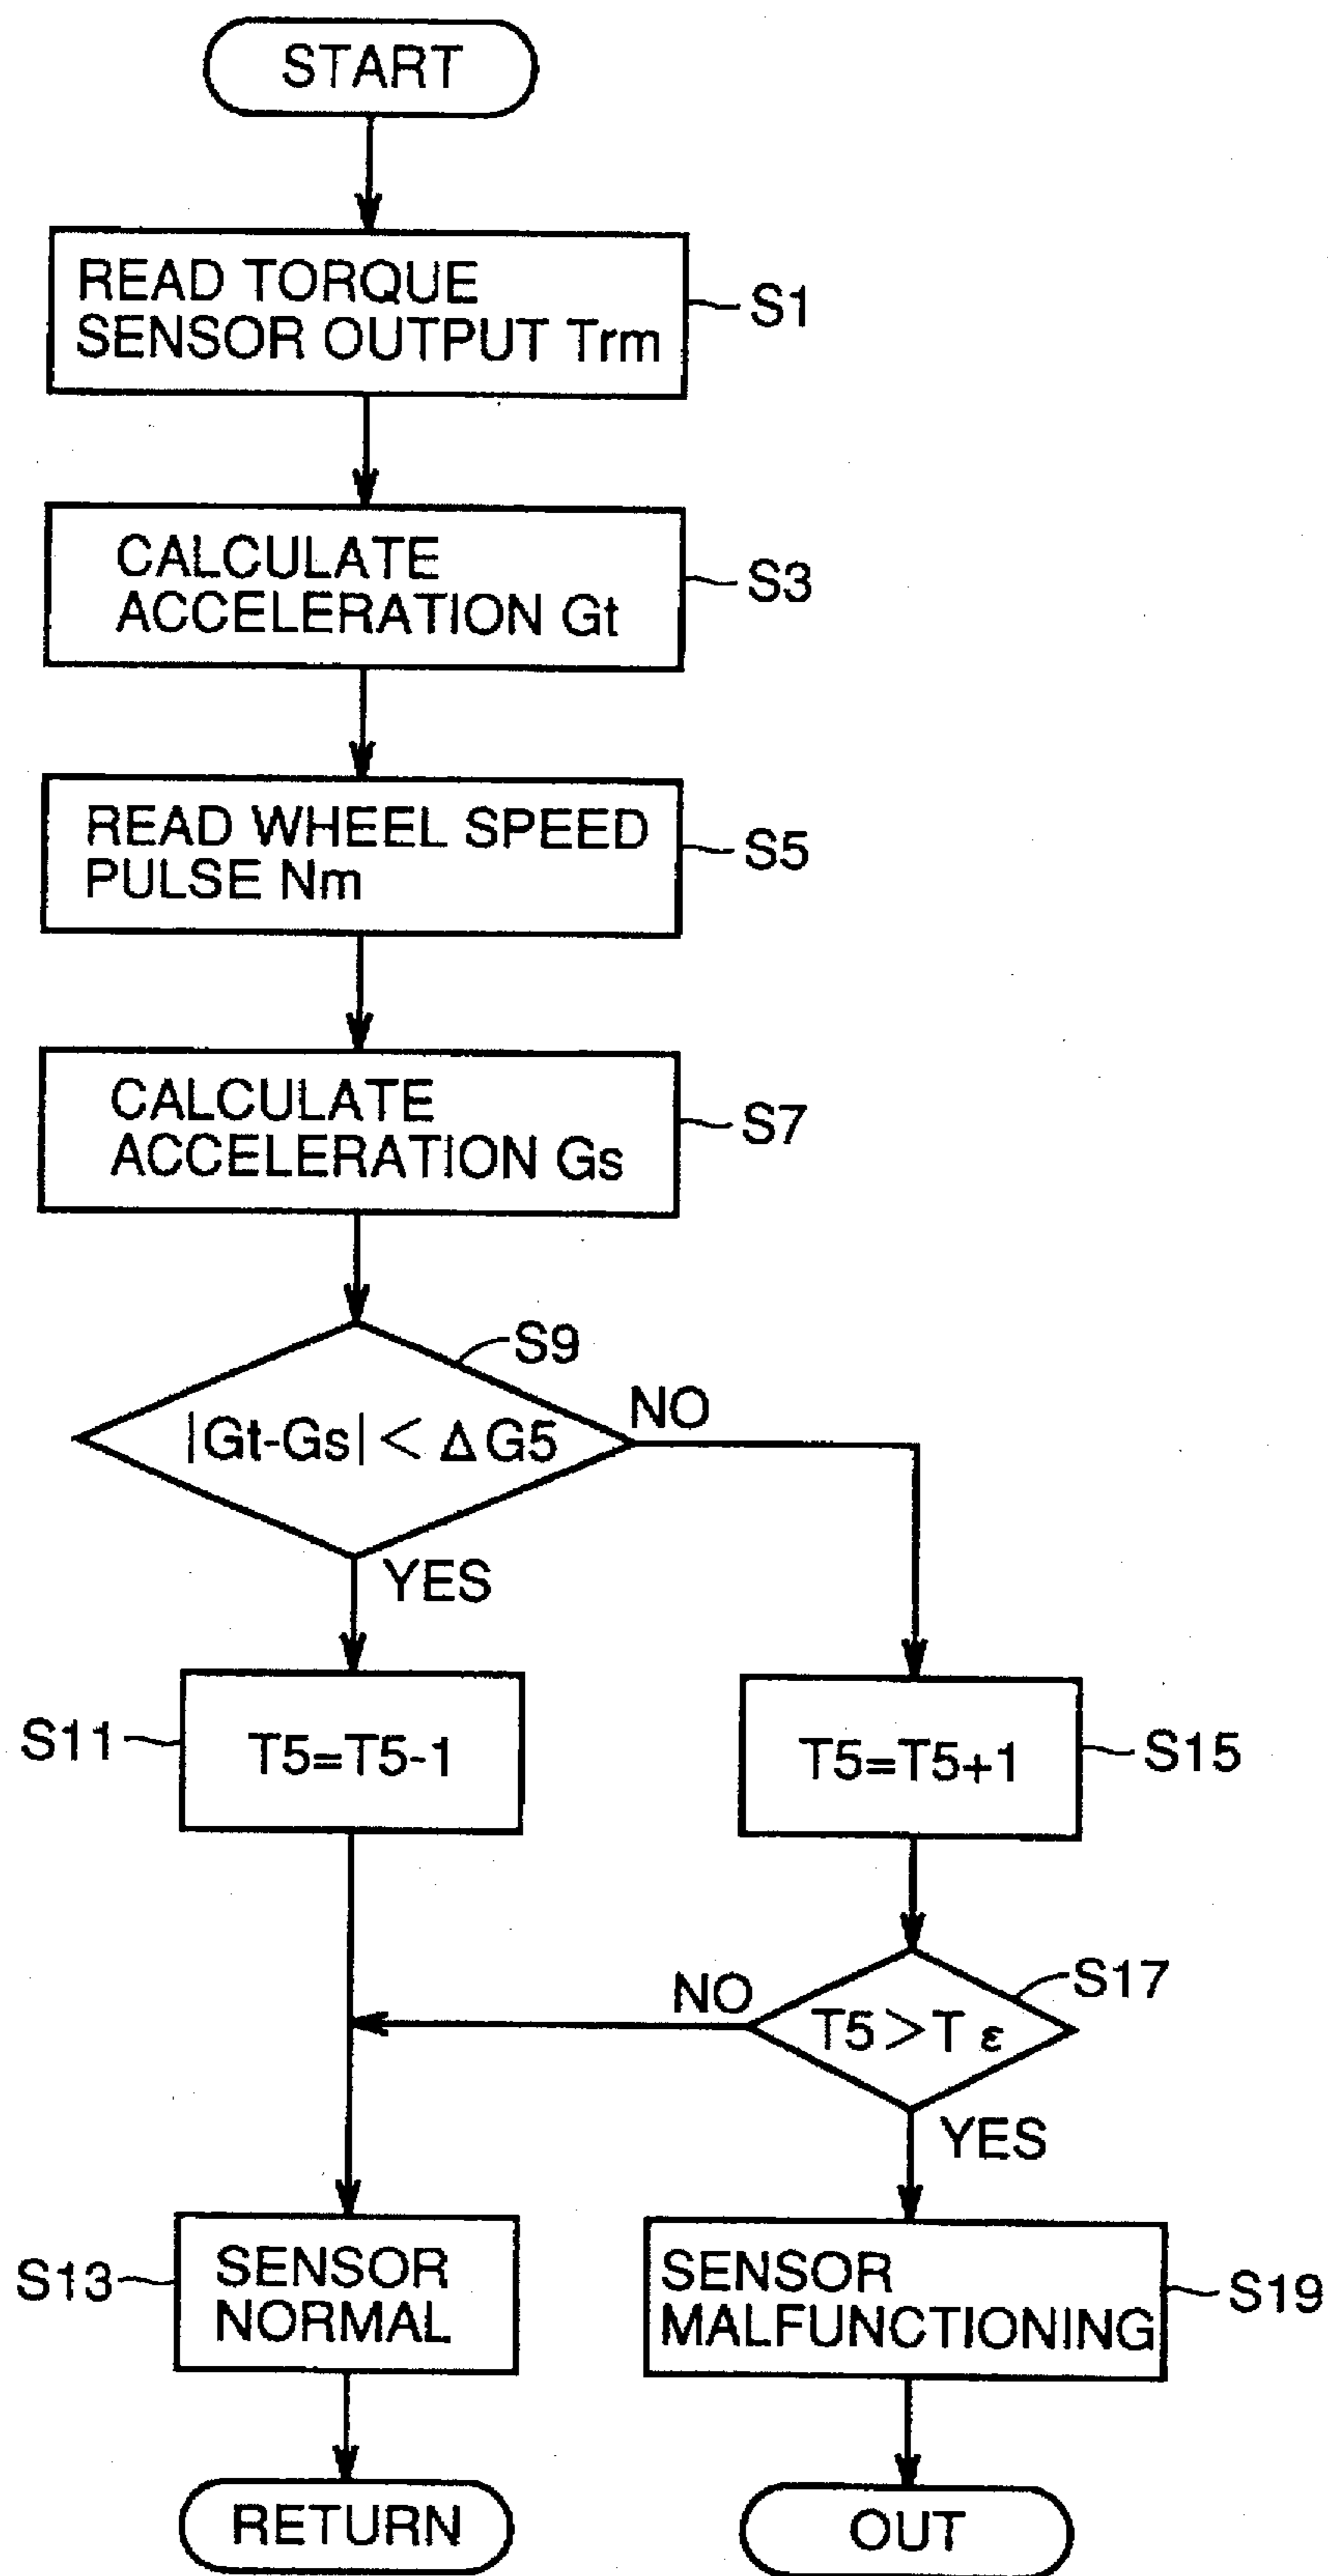 START
READ TORQUE
SENSOR OUTPUT Trm
S1
CALCULATE
ACCELERATION Gt
S3
READ WHEEL SPEED
PULSE Nm
S5
CALCULATE
ACCELERATION Gs
S7
S9
|Gt-Gs| < ΔG5
NO
YES
S11
T5=T5-1
T5=T5+1
S15
NO
S17
T5>Tε
YES
S13
SENSOR
NORMAL
SENSOR
MALFUNCTIONING
S19
RETURN
OUT